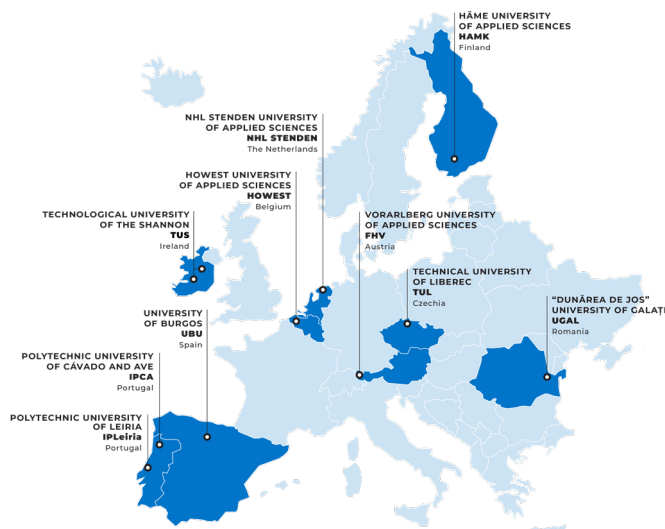 HÄME UNIVERSITY
OF APPLIED SCIENCES
HAMK
Finland
NHL STENDEN UNIVERSITY
OF APPLIED SCIENCES
NHL STENDEN
The Netherlands
HOWEST UNIVERSITY
OF APPLIED SCIENCES
HOWEST
Belgium
TECHNOLOGICAL UNIVERSITY
OF THE SHANNON
TUS
Ireland
VORARLBERG UNIVERSITY
OF APPLIED SCIENCES
FHV
Austria
TECHNICAL UNIVERSITY
OF LIBEREC
TUL
Czechia
"DUNĂREA DE JOS"
UNIVERSITY OF GALAȚI
UGAL
Romania
UNIVERSITY
OF BURGOS
UBU
Spain
POLYTECHNIC UNIVERSITY
OF CÁVADO AND AVE
IPCA
Portugal
POLYTECHNIC UNIVERSITY
OF LEIRIA
IPLeiria
Portugal